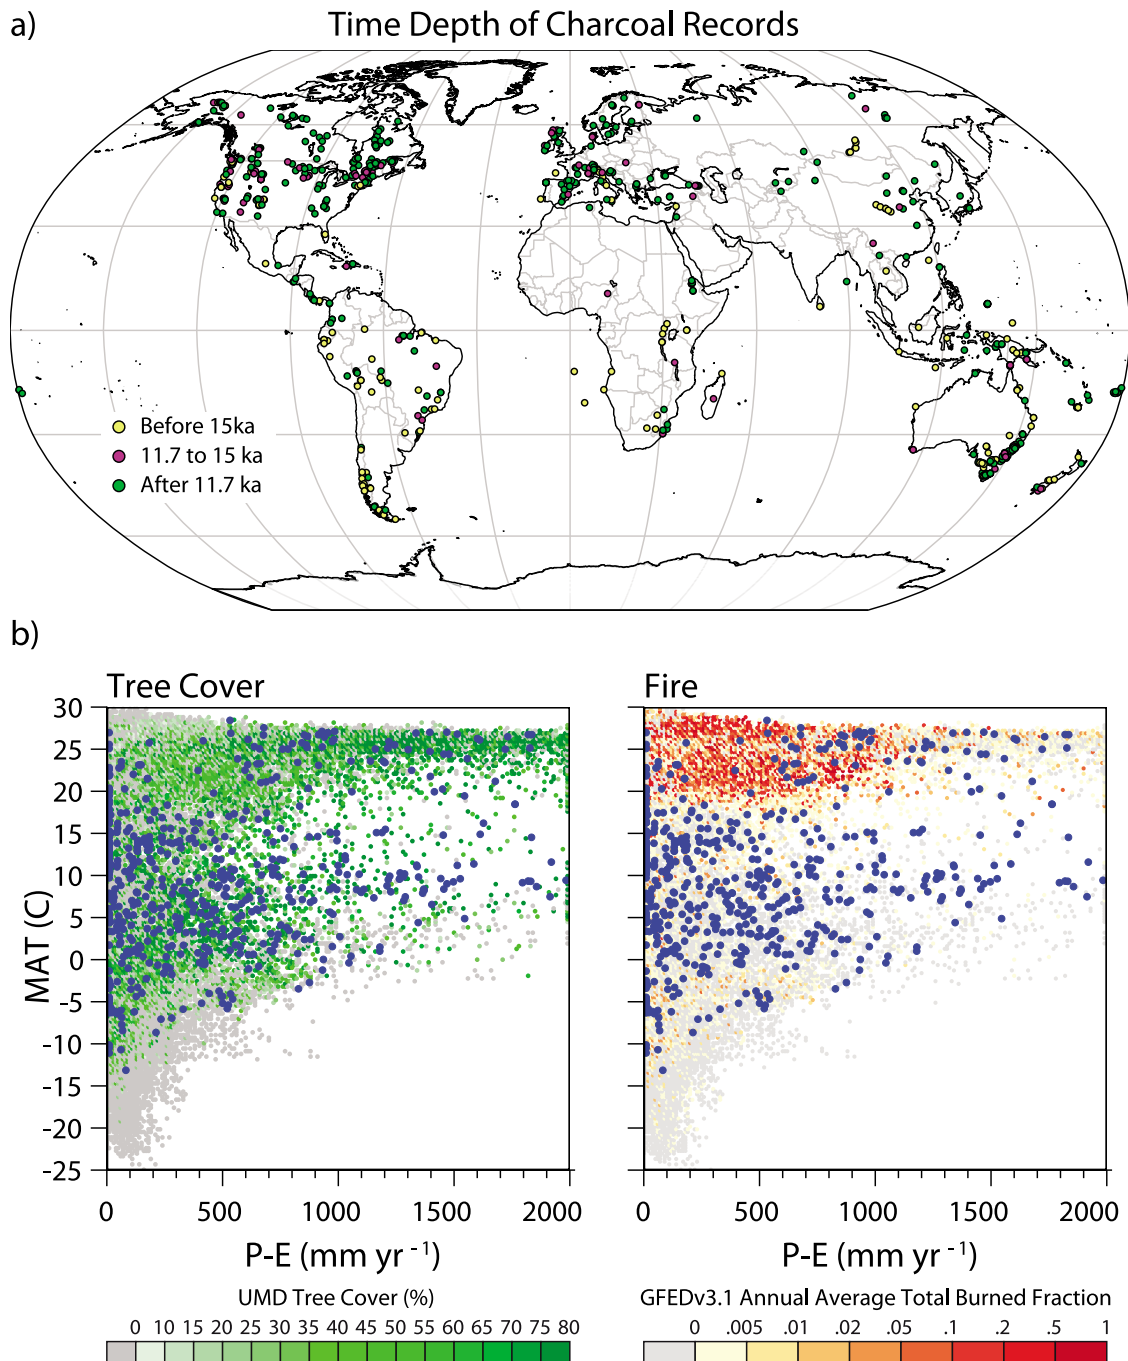 a)
Time Depth of Charcoal Records
Before 15ka
11.7 to 15 ka
After 11.7 ka
b)
Tree Cover
30
25
20
15
10
5
0
-5
-10
-15
-20
-25
MAT (C)
0 500 1000 1500 2000
P-E (mm yr -1)
UMD Tree Cover (%)
0 10 15 25 30 35 40 45 50 55 60 65 70 75 80
Fire
0 500 1000 1500 2000
P-E (mm yr -1)
GFEDv3.1 Annual Average Total Burned Fraction
0 .005 .01 .02 .05 .1 .2 .5 1